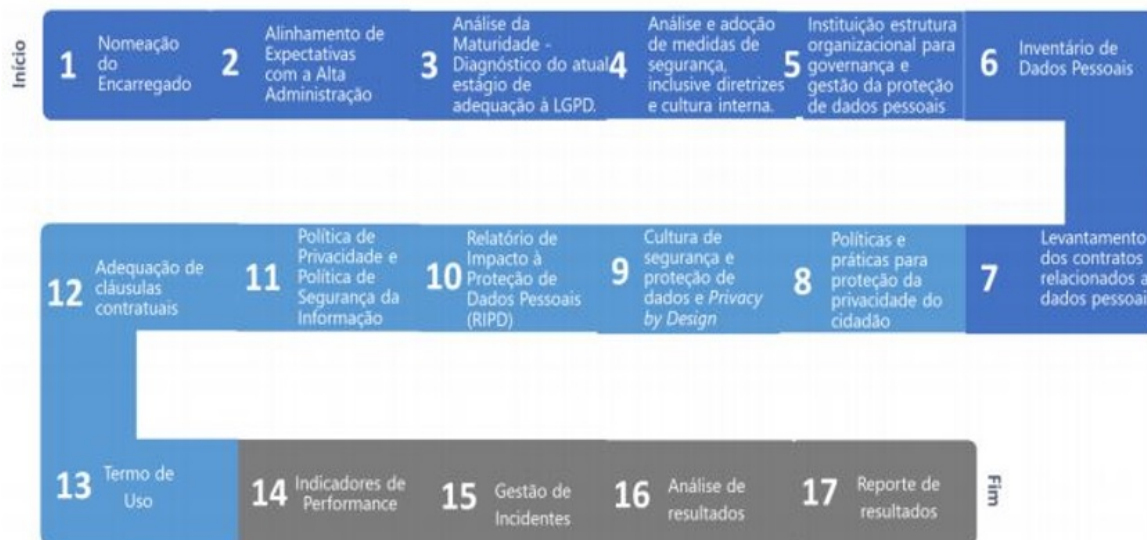 Início
1
Nomeação
do
Encarregado
2
Alinhamento de
Expectativas
com a Alta
Administração
3
Análise da
Maturidade -
Diagnóstico do atual
estágio de
adequação à LGPD.
4
Análise e adoção
de medidas de
segurança,
inclusive diretrizes
e cultura interna.
5
Instituição estrutura
organizacional para
governança e
gestão da proteção
de dados pessoais
6
Inventário de
Dados Pessoais
7
Levantamento
dos contratos
relacionados a
dados pessoai
8
Políticas e
práticas para
proteção da
privacidade do
cidadão
9
Cultura de
segurança e
proteção de
dados e Privacy
by Design
10
Relatório de
Impacto à
Proteção de
Dados Pessoais
(RIPD)
11
Política de
Privacidade e
Política de
Segurança da
Informação
12
Adequação de
cláusulas
contratuais
13
Termo de
Uso
14
Indicadores de
Performance
15
Gestão de
Incidentes
16
Análise de
resultados
17
Reporte de
resultados
Fim